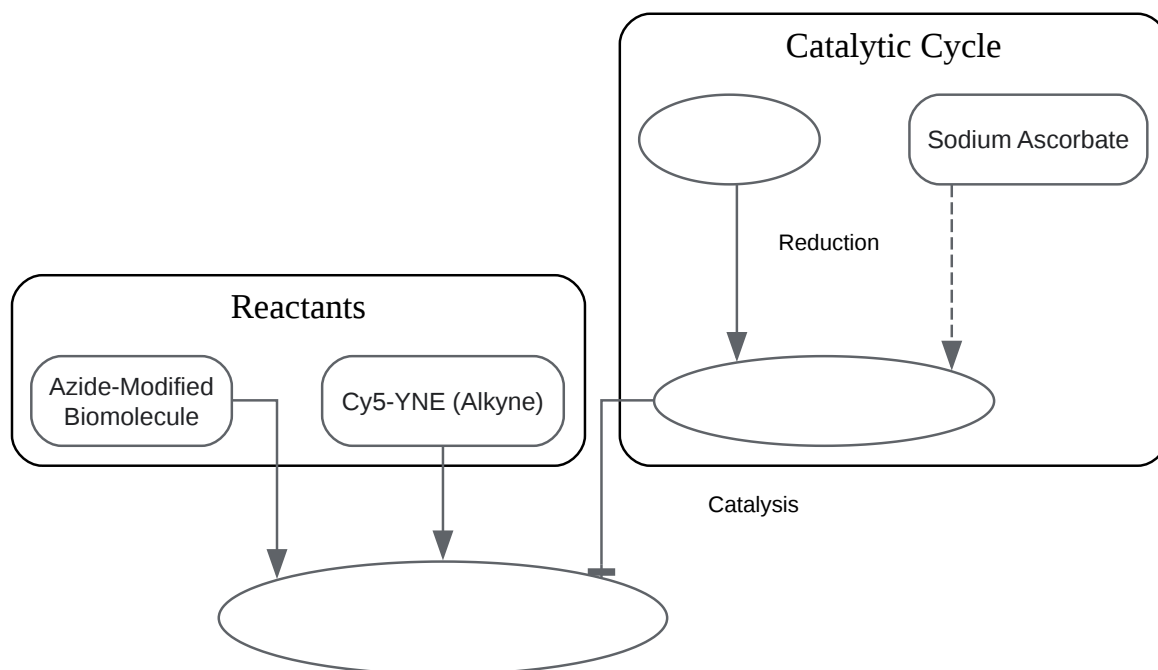 Catalytic Cycle
Sodium Ascorbate
Reduction
Reactants
Azide-Modified
Biomolecule
Cy5-YNE (Alkyne)
Catalysis